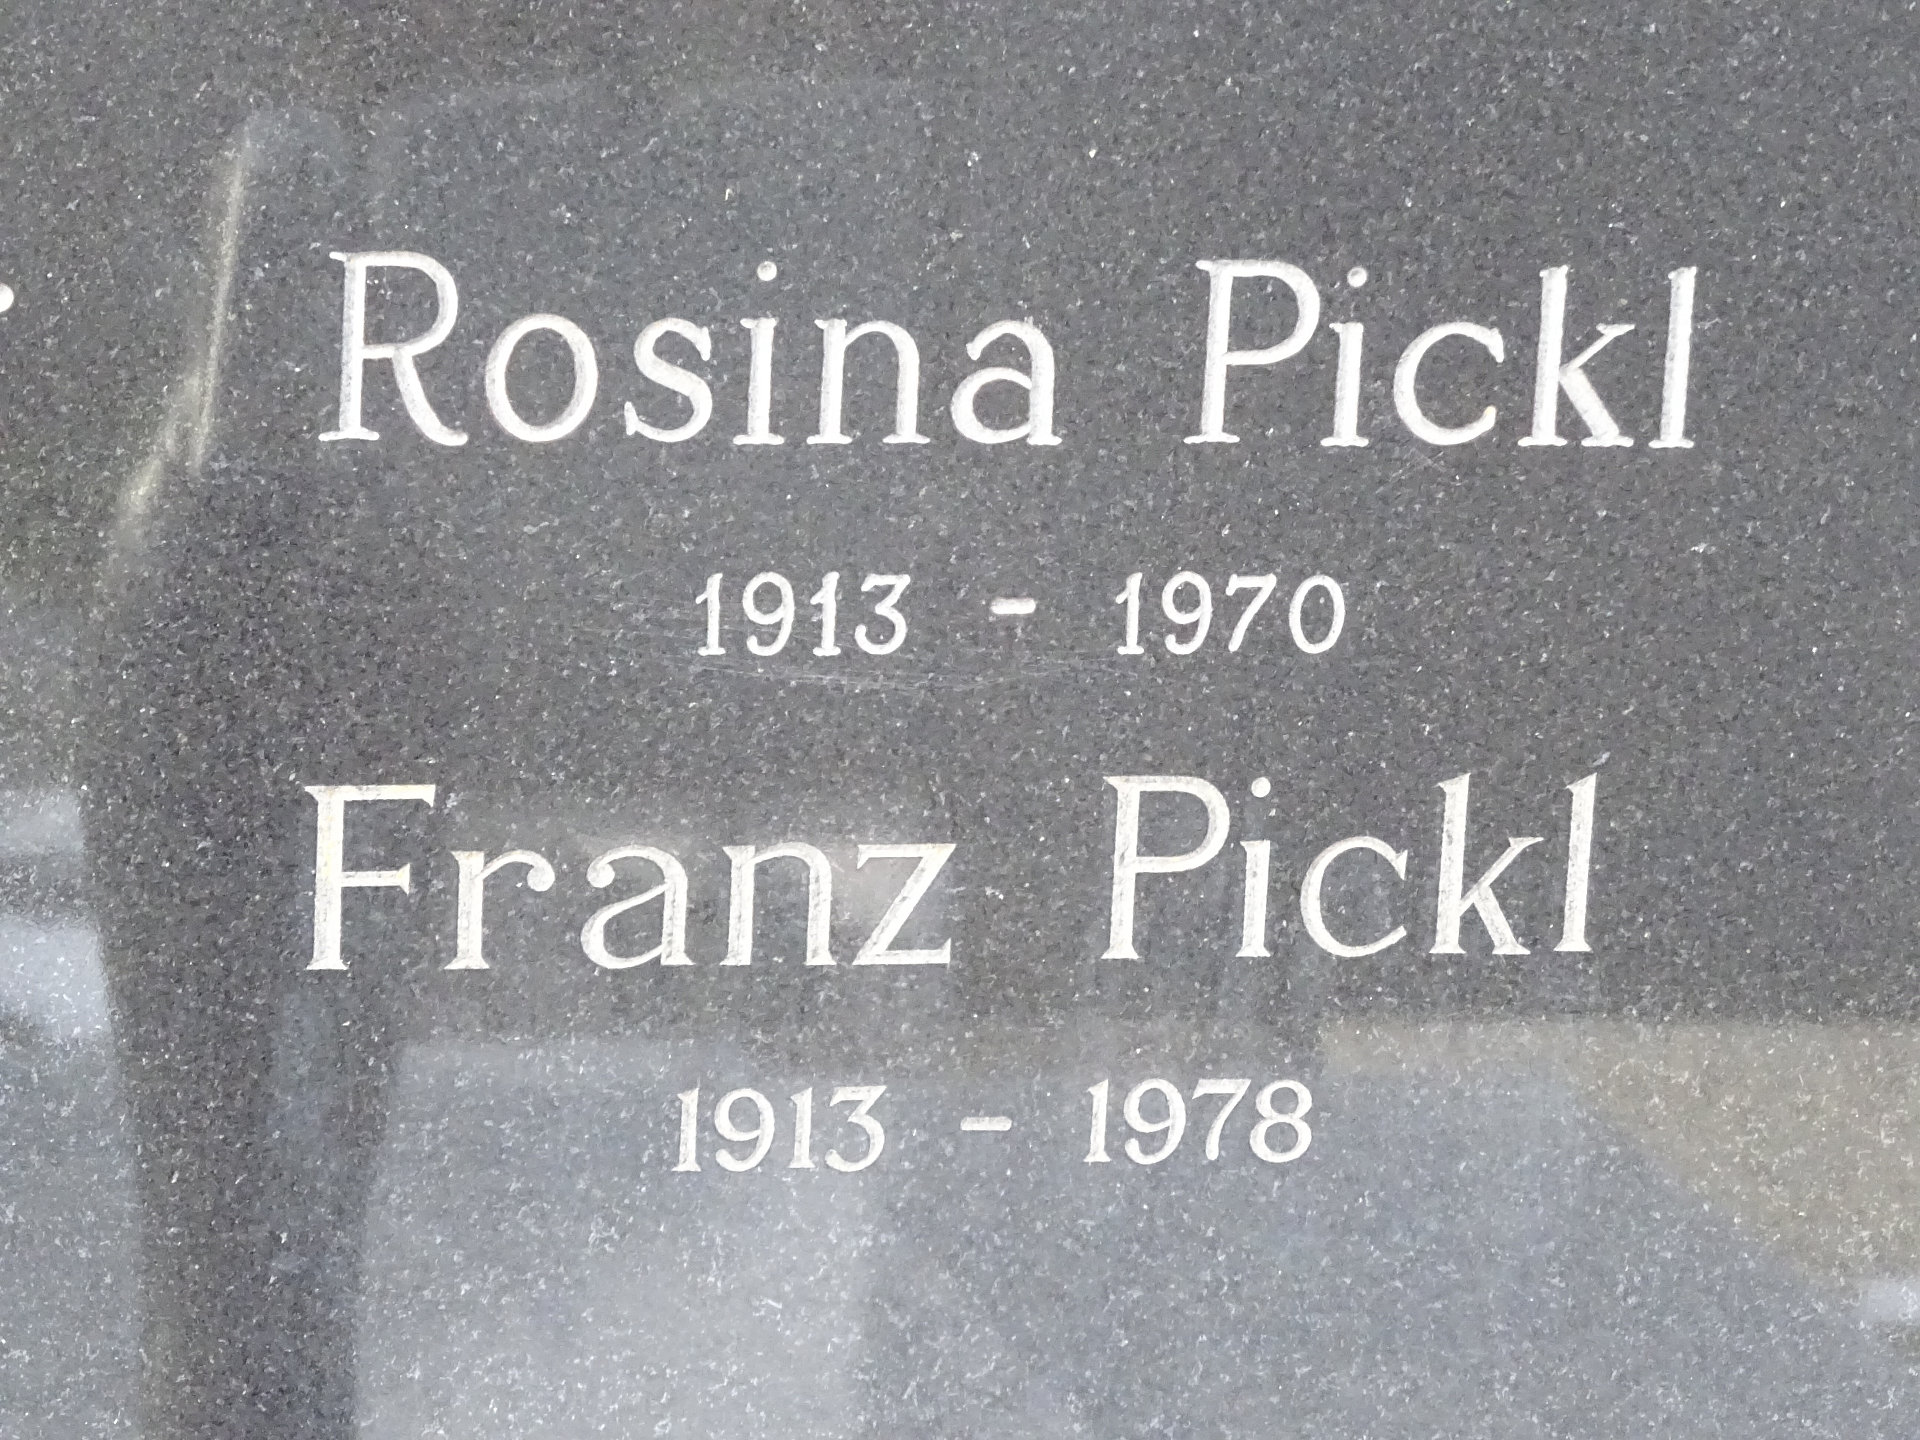 Rosina Pickl
1913 - 1970
Franz Pickl
1913 - 1978